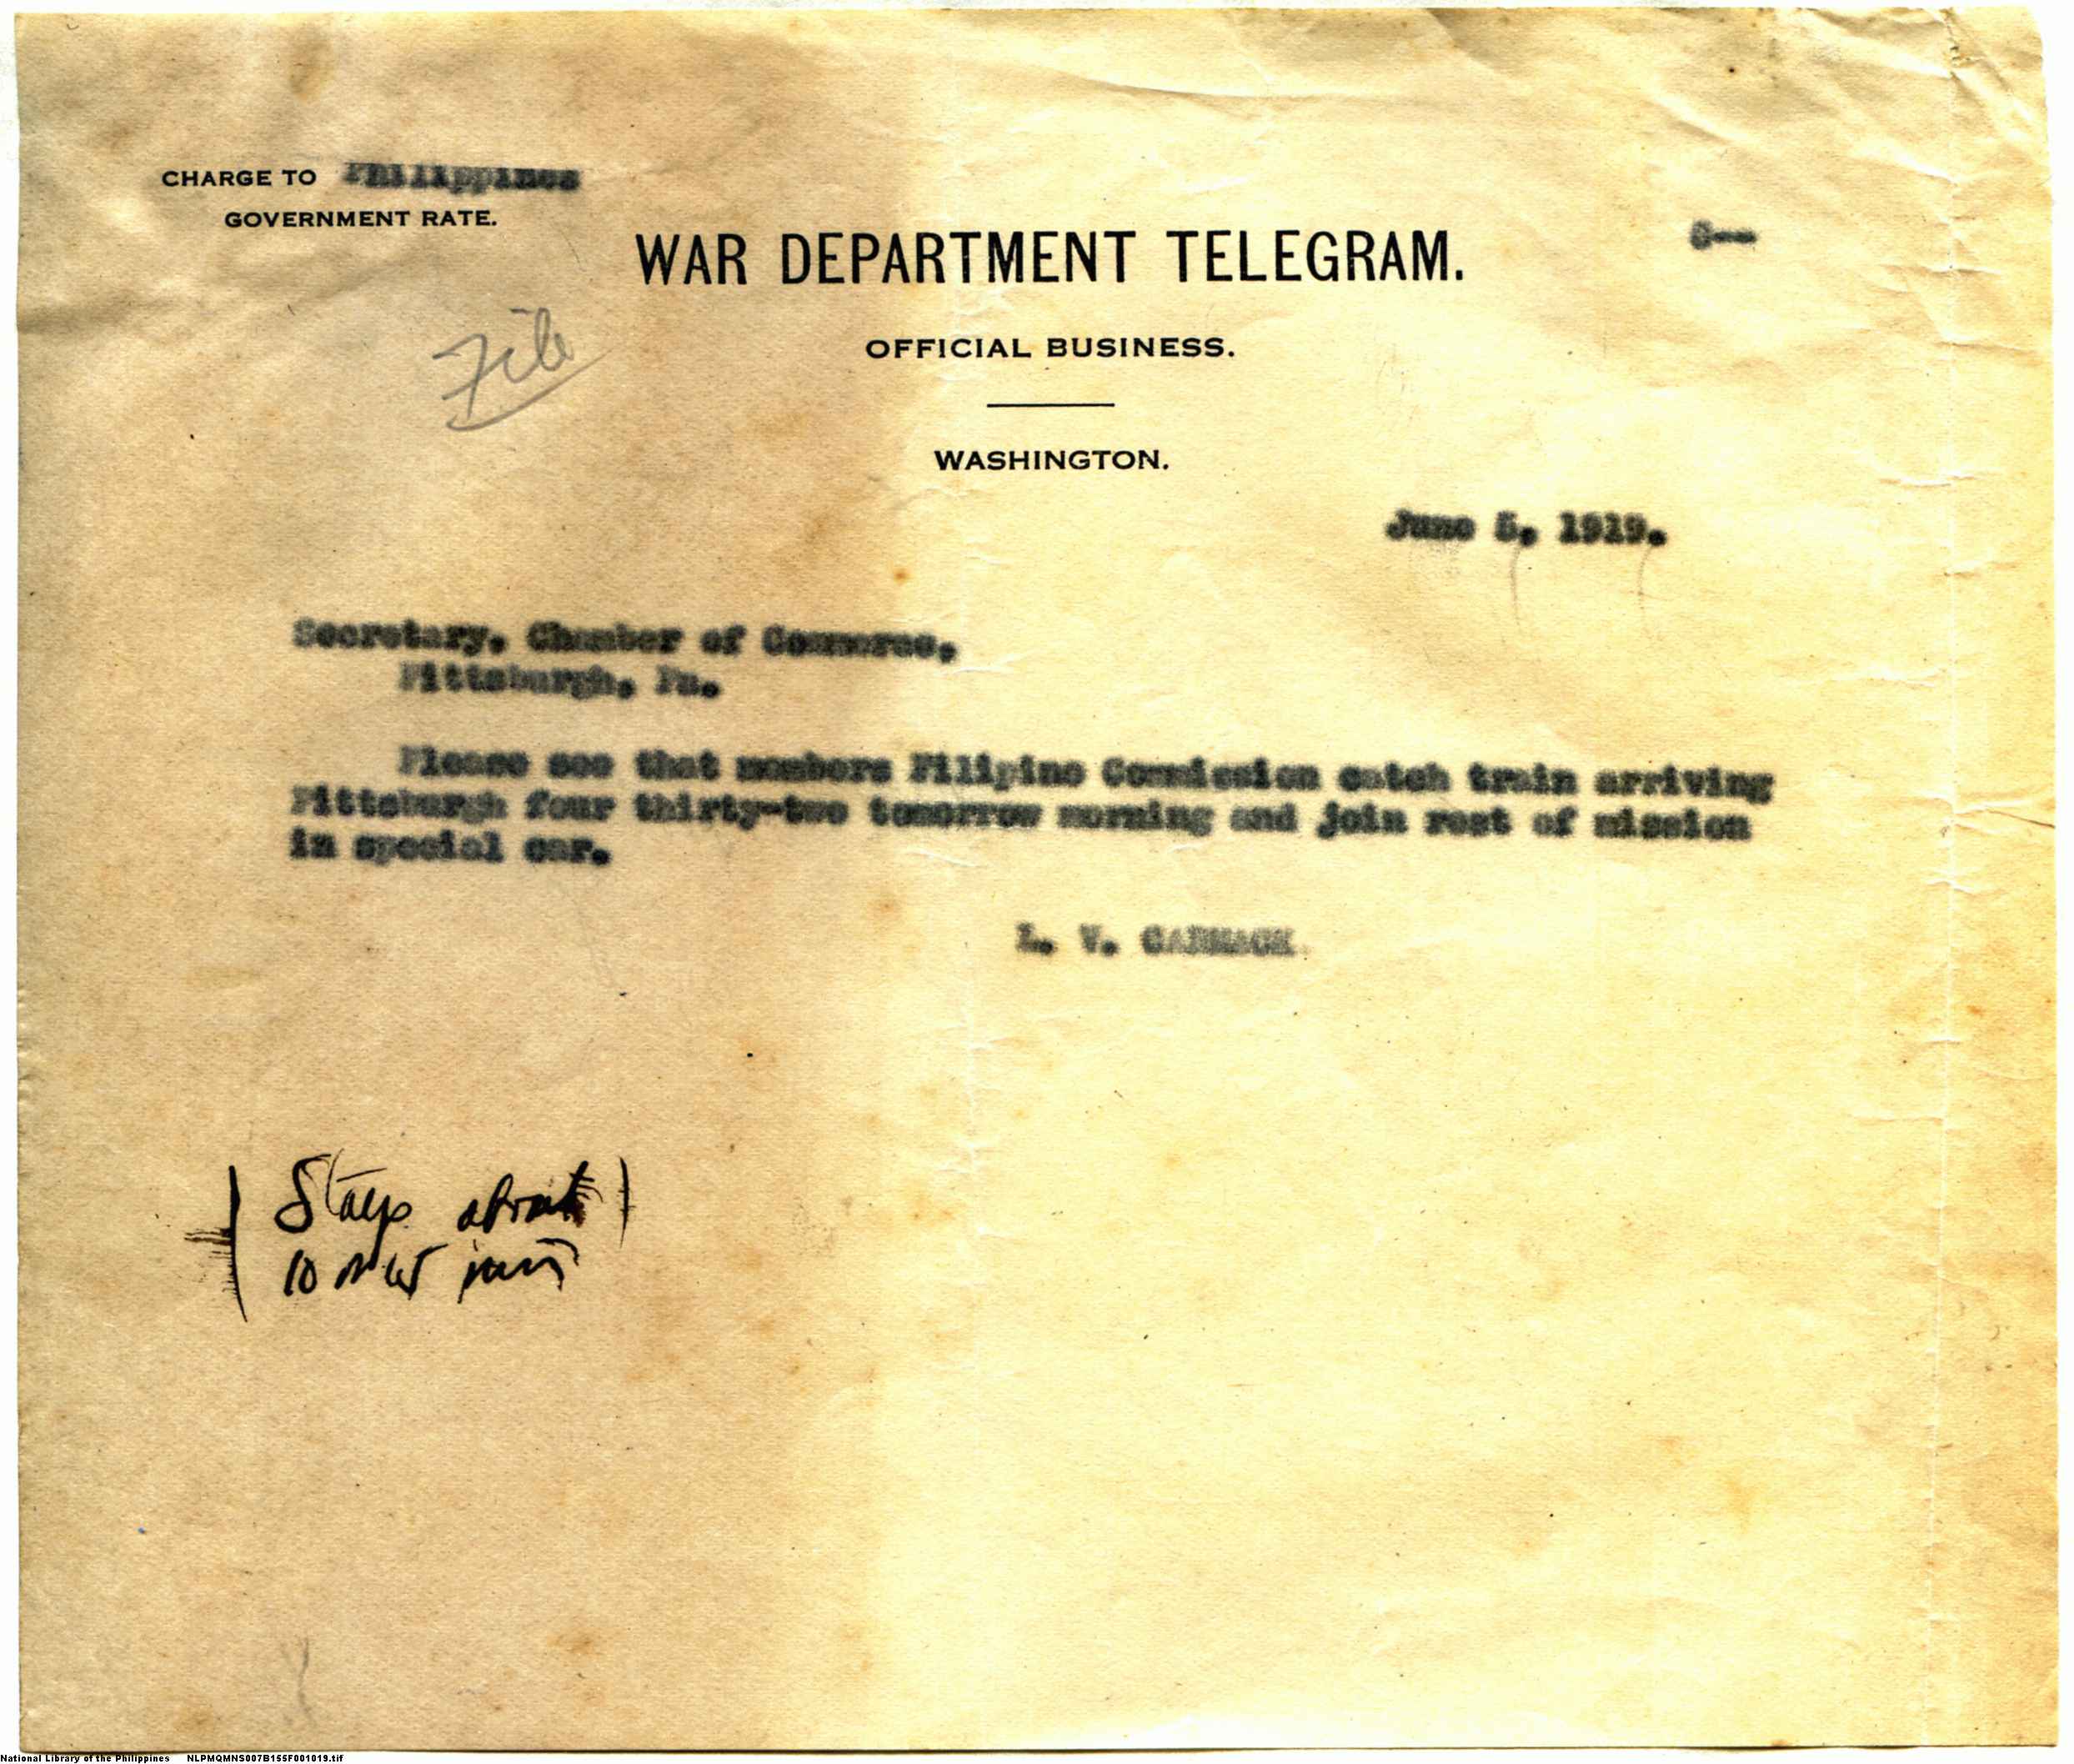 CHARGE TO Philippines
GOVERNMENT RATE.
WAR DEPARTMENT TELEGRAM.
OFFICIAL BUSINESS.
WASHINGTON.
File
June 5, 1919.
Secretary, Chamber of Commerce,
Pittsburgh, Pa.
Please see that members Filipino Commission catch train arriving
Pittsburgh four thirty-two tomorrow morning and join rest of mission
in special car.
L. V. CARMACK
Stays about
10
National Library of the Philippines NLPMQMNS007B155F001019.tif